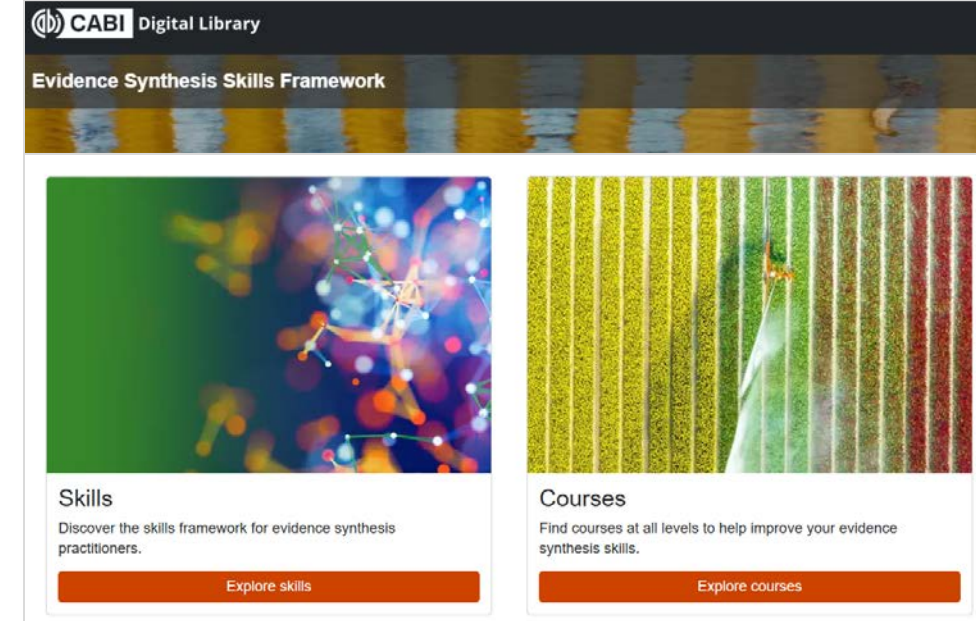 CABI Digital Library
Evidence Synthesis Skills Framework
Skills
Discover the skills framework for evidence synthesis
practitioners.
Explore skills
Courses
Find courses at all levels to help improve your evidence
synthesis skills.
Explore courses